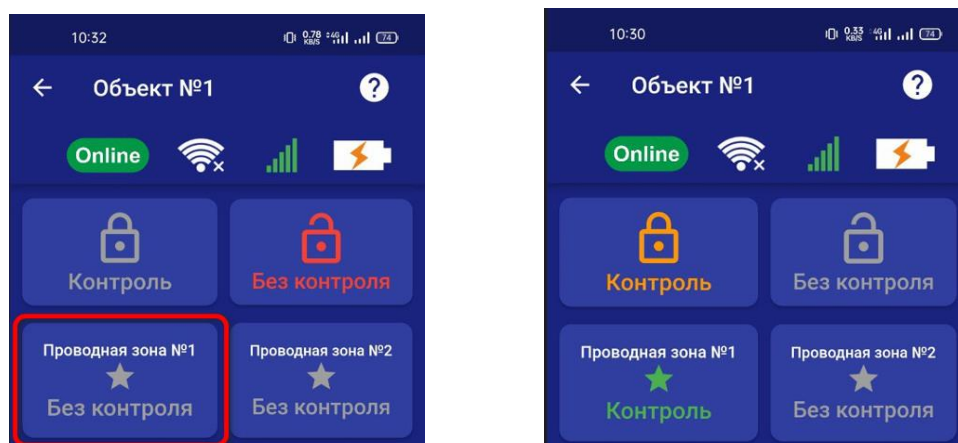 10:32 0.78 KB/S 4G 74
Объект №1 ?
Online
Контроль Без контроля
Проводная зона №1 Проводная зона №2
Без контроля Без контроля
10:30 0.33 KB/S 4G 74
Объект №1 ?
Online
Контроль Без контроля
Проводная зона №1 Проводная зона №2
Контроль Без контроля